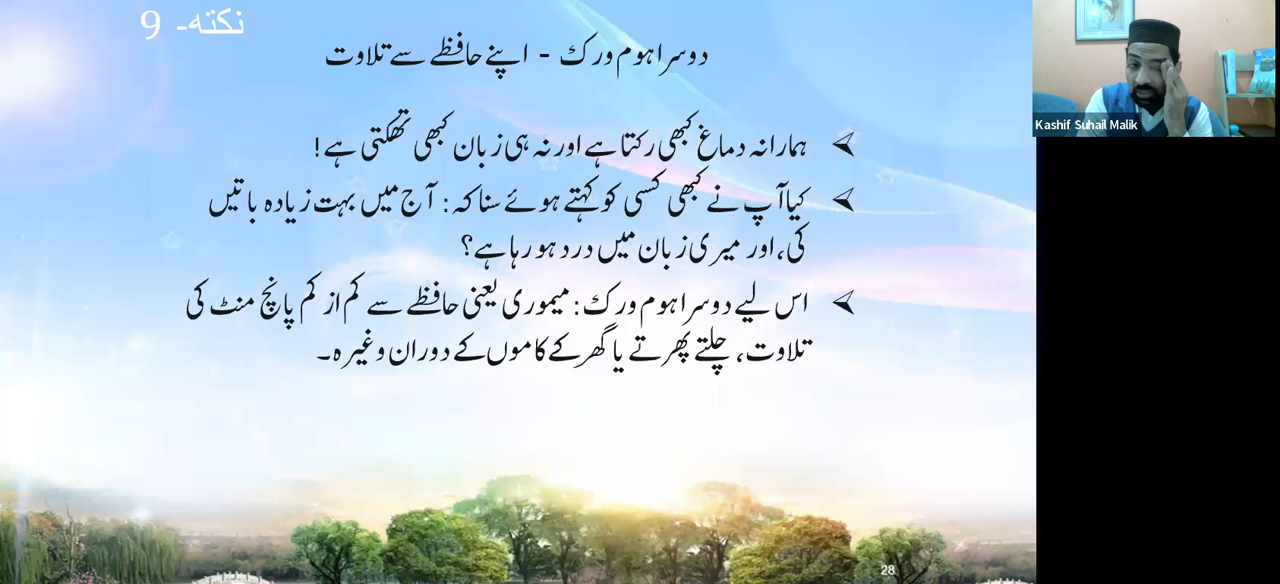 نکتہ- 9
دوسرا ہوم ورک - اپنے حافظے سے تلاوت
ہمارا نہ دماغ کبھی رکتا ہے اور نہ ہی زبان کبھی تھکتی ہے!
کیا آپ نے کبھی کسی کو کہتے ہوئے سنا کہ: آج میں بہت زیادہ باتیں
کی، اور میری زبان میں درد ہو رہا ہے؟
اس لیے دوسرا ہوم ورک: میموری یعنی حافظے سے کم از کم پانچ منٹ کی
تلاوت، چلتے پھرتے یا گھر کے کاموں کے دوران وغیرہ۔
28
Kashif Suhail Malik